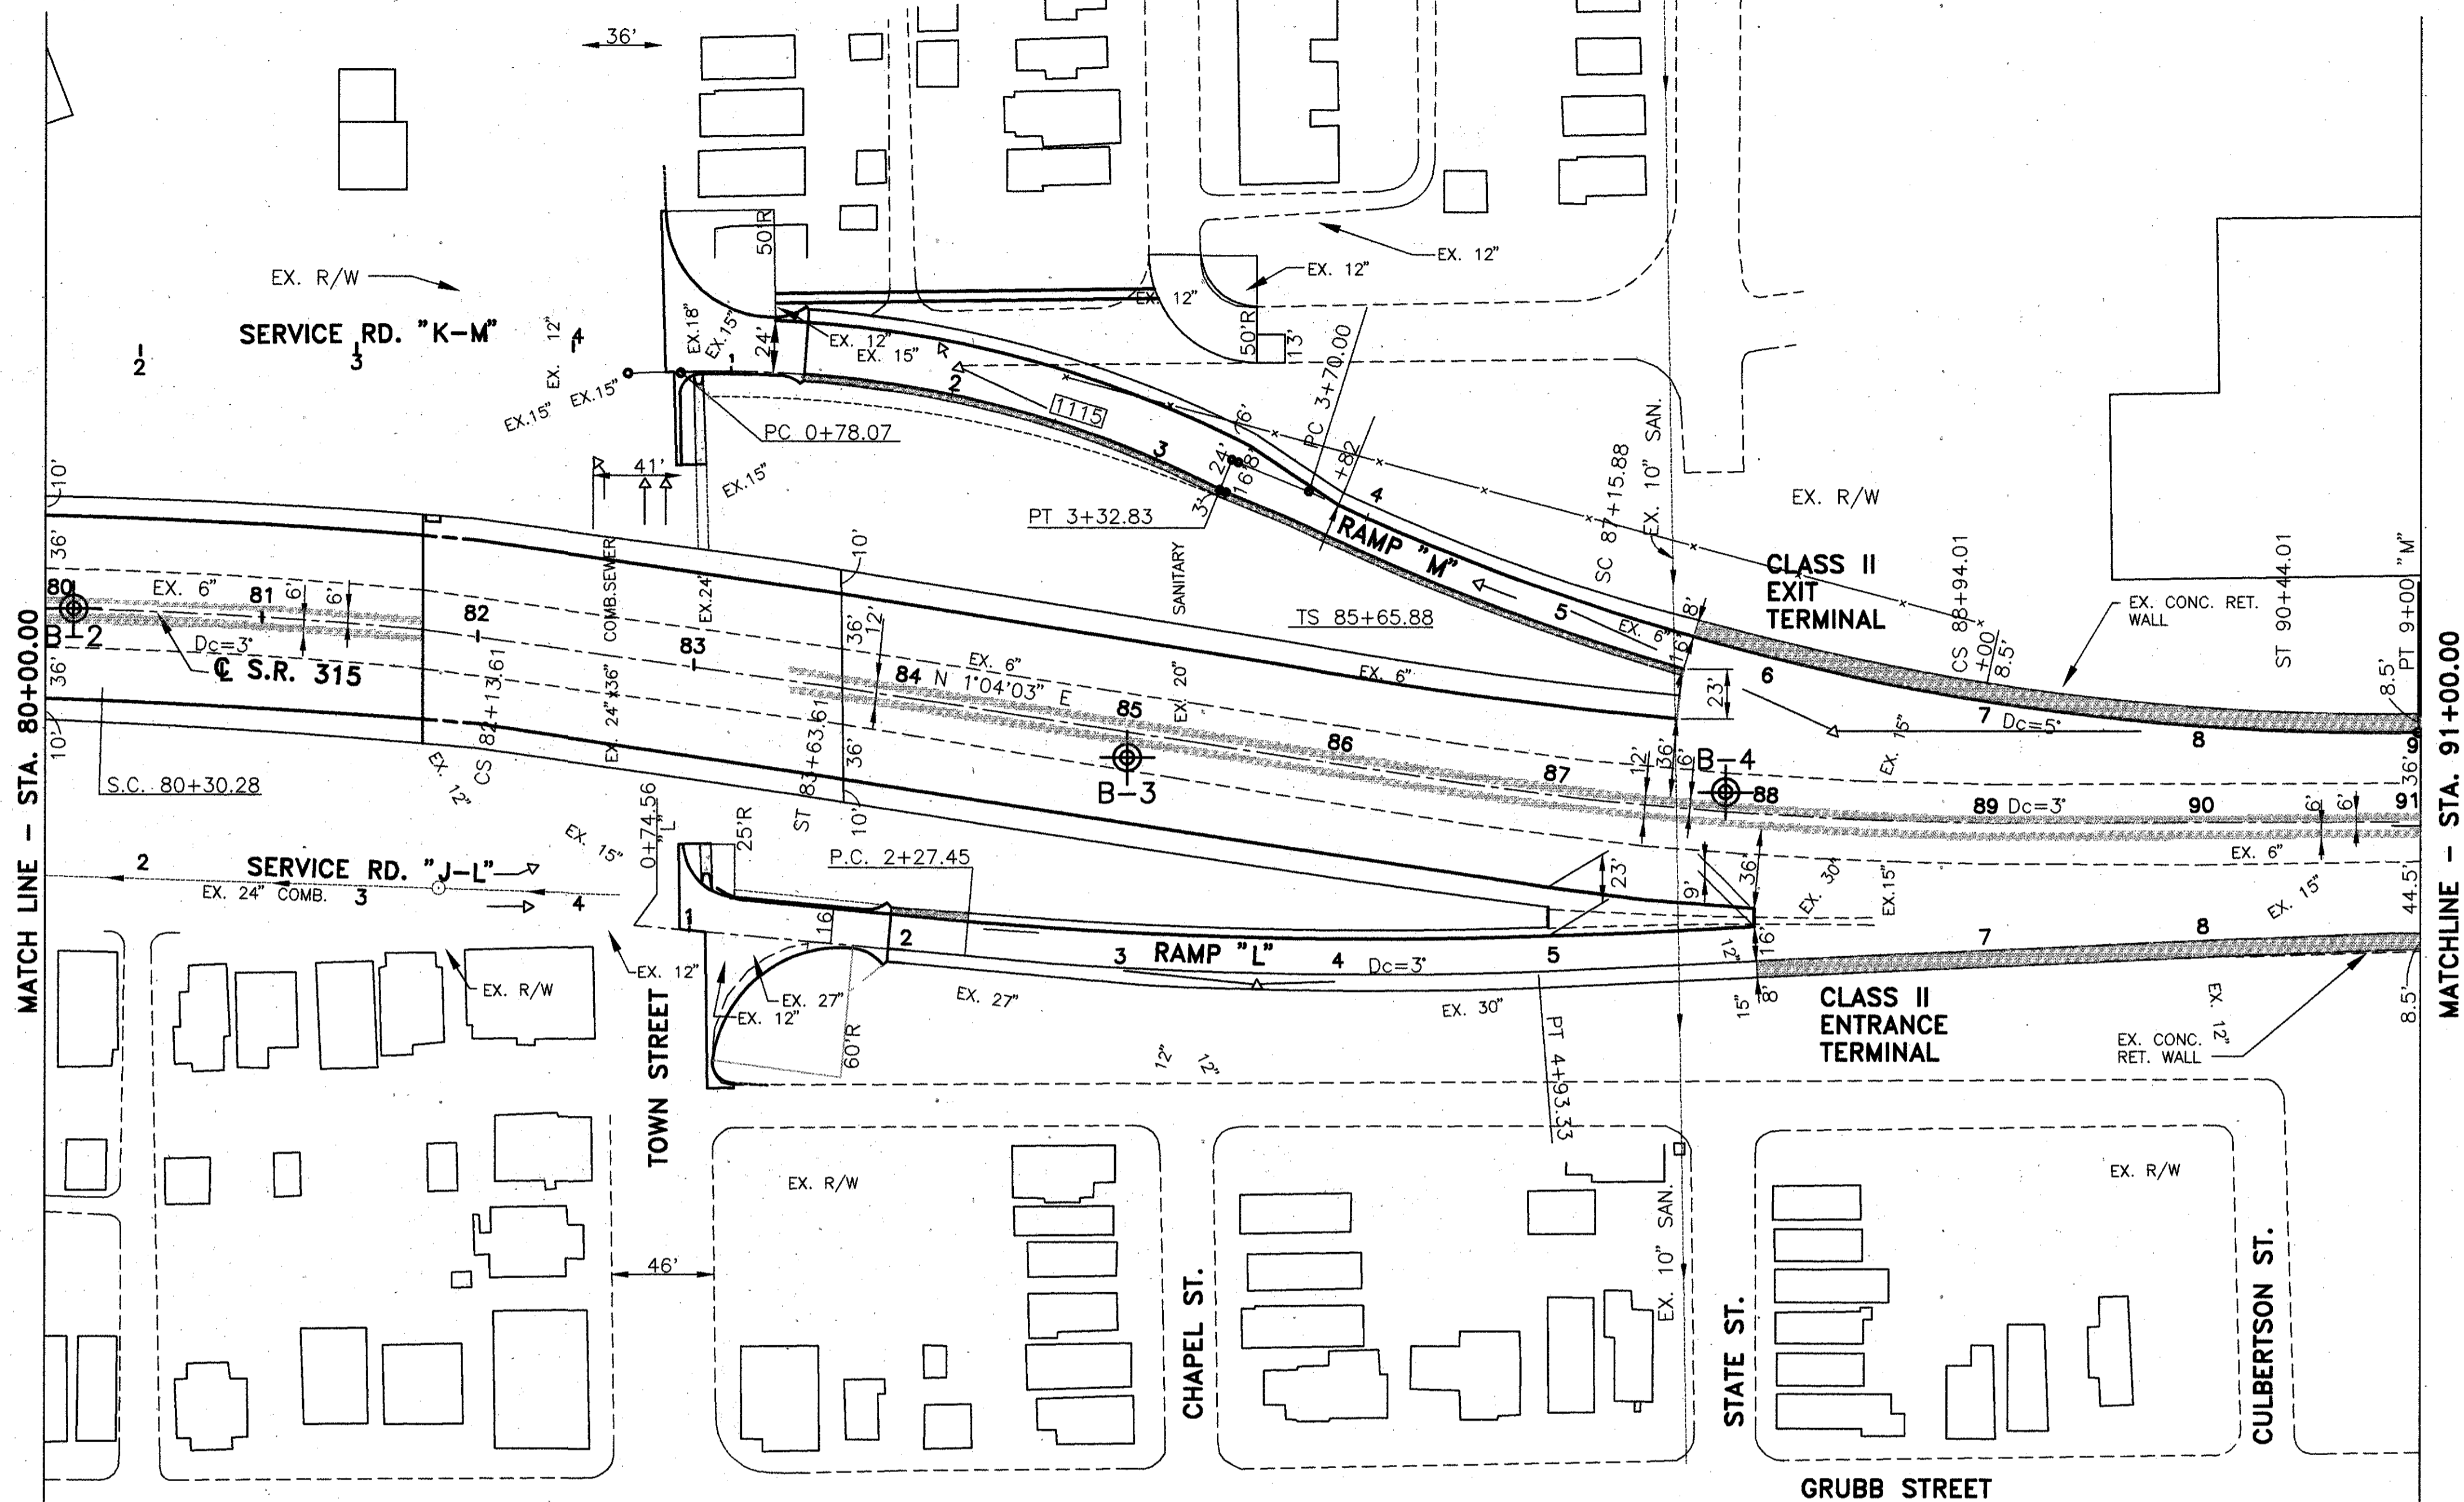 36'
50'R
EX. R/W
EX. 12"
EX. 12"
SERVICE RD. "K-M"
EX. 12"
EX. 12"
EX.18"
EX.15"
24'
EX. 12"
EX. 15"
50'R
13'
2
3
4
1
2
EX.15"
EX.15"
1115
PC 0+78.07
PC 3+70.00
+82
3
24'
16'
8'
16'
3'
4
41'
EX.15"
PT 3+32.83
RAMP "M"
EX. 10" SAN.
SC 87+15.88
EX. R/W
CLASS II
EXIT
TERMINAL
CS 88+94.01
+00
8.5'
EX. CONC. RET.
WALL
ST 90+44.01
PT 9+00 "M"
8.5'
MATCH LINE – STA. 80+00.00
10'
36'
36'
10'
80
B-2
EX. 6"
81
6'
6'
Dc=3°
℄ S.R. 315
S.C. 80+30.28
82
CS 82+13.61
EX. 12"
COMB.SEWER
EX. 24"x36"
EX.24"
83
10'
36'
12'
84
N 1°04'03" E
EX. 6"
ST 83+63.61
36'
10'
85
B-3
SANITARY
EX. 20"
TS 85+65.88
EX. 6"
86
87
5
EX. 6"
8'
16'
23'
6
7
Dc=5°
8
9
12'
36'
6'
B-4
88
EX. 15"
89
Dc=3°
90
6'
6'
36'
91
EX. 6"
MATCHLINE – STA. 91+00.00
2
SERVICE RD. "J-L"
EX. 24" COMB.
3
4
EX. 15"
0+74.56
"L"
25'R
P.C. 2+27.45
1
16'
2
3
RAMP "L"
4
Dc=3°
5
23'
9'
36'
EX. 30"
EX.15"
12"
16'
15"
8'
7
8
EX. 15"
44.5'
8.5'
EX. R/W
EX. 12"
EX. 27"
EX. 12"
60'R
EX. 27"
EX. 30"
12"
12"
PT 4+93.33
CLASS II
ENTRANCE
TERMINAL
EX. CONC.
RET. WALL
EX. 12"
TOWN STREET
EX. R/W
EX. R/W
46'
CHAPEL ST.
EX. 10" SAN.
STATE ST.
CULBERTSON ST.
GRUBB STREET